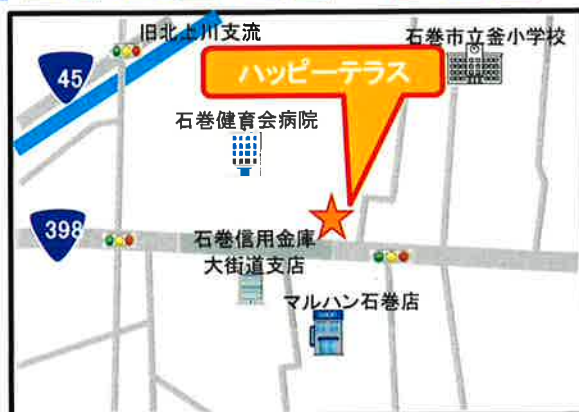 旧北上川支流
石巻市立釜小学校
45
ハッピーテラス
石巻健育会病院
398
石巻信用金庫
大街道支店
マルハン石巻店